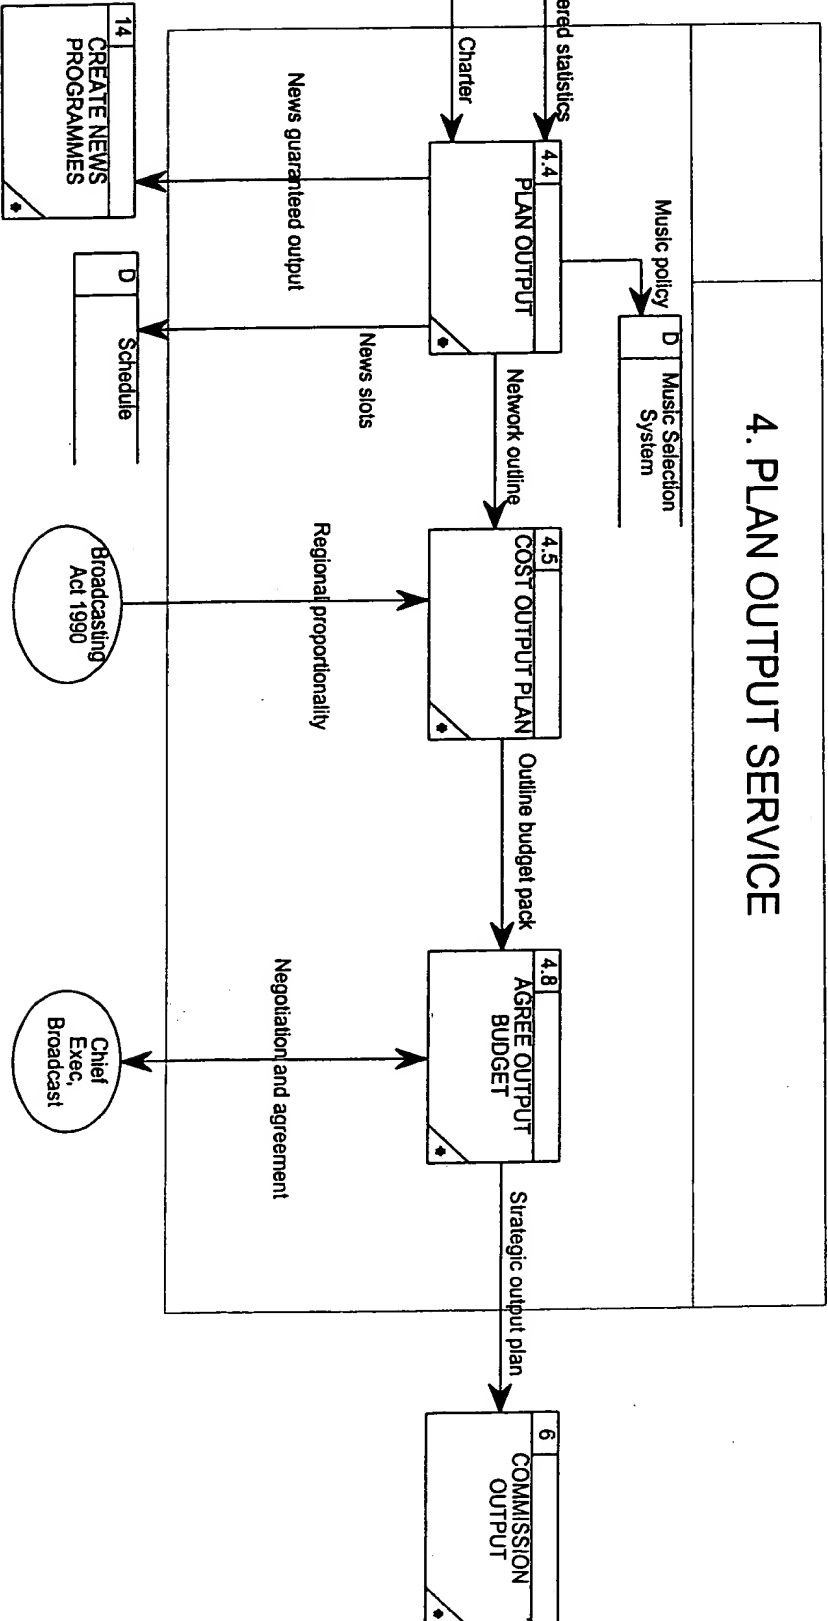 4. PLAN OUTPUT SERVICE
Music policy
D
Music Selection
System
ered statistics
Charter
4.4
PLAN OUTPUT
*
Network outline
4.5
COST OUTPUT PLAN
*
Outline budget pack
4.8
AGREE OUTPUT
BUDGET
*
Strategic output plan
6
COMMISSION
OUTPUT
*
News guaranteed output
News slots
Regional proportionality
Negotiation and agreement
14
CREATE NEWS
PROGRAMMES
*
D
Schedule
Broadcasting
Act 1990
Chief
Exec,
Broadcast